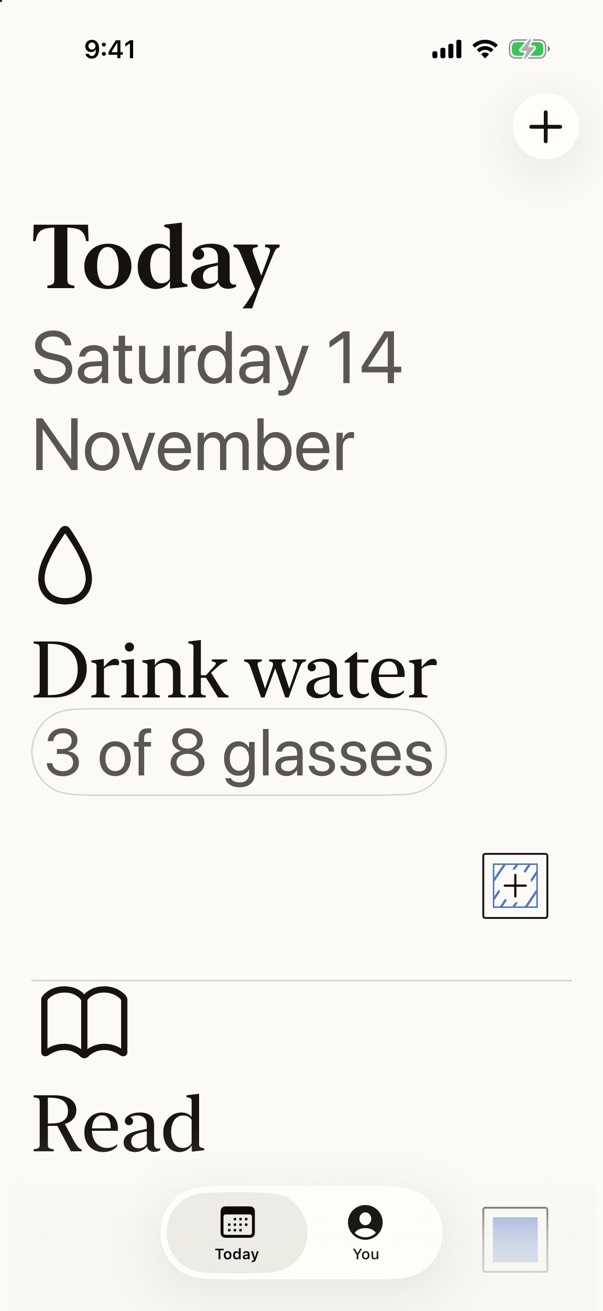 9:41
Today
Saturday 14
November
Drink water
3 of 8 glasses
Read
Today
You